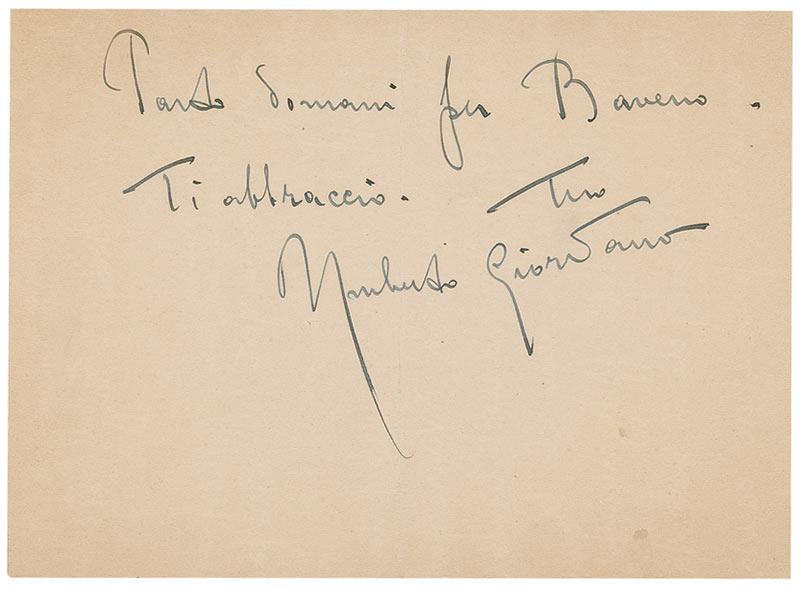 Parto domani per Baveno.
Ti abbraccio. Tuo
Umberto Giordano